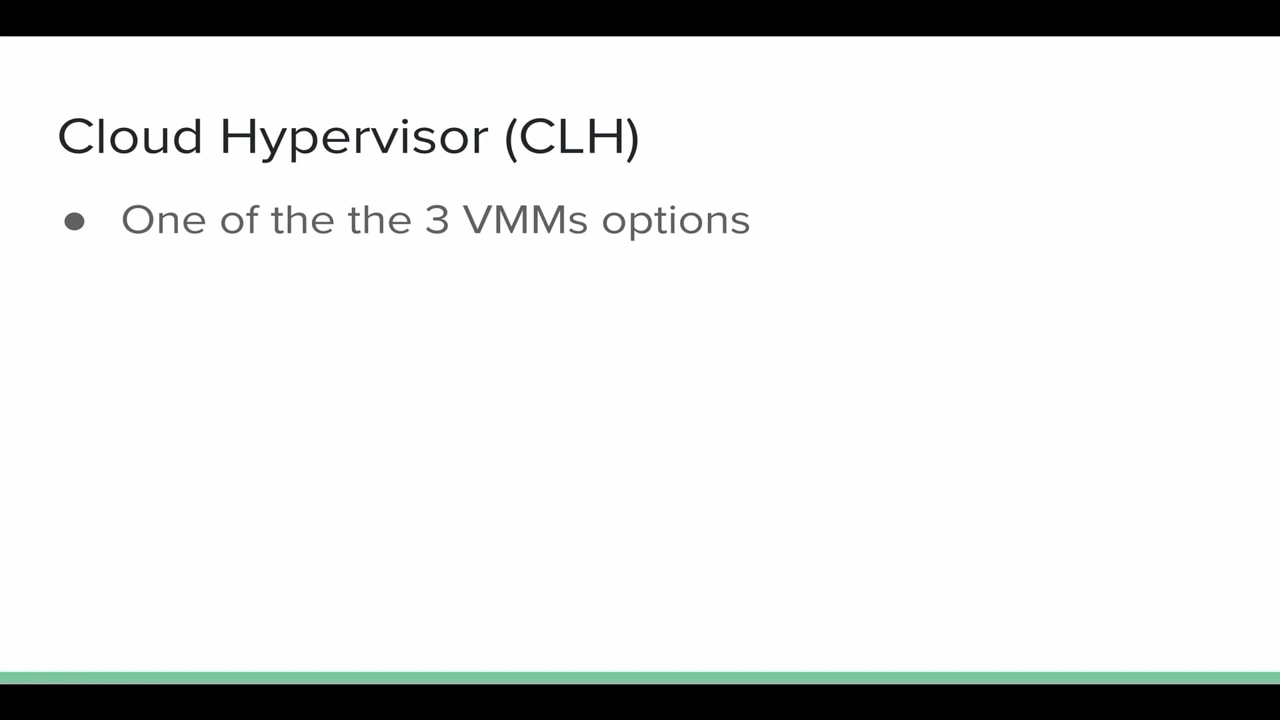 Cloud Hypervisor (CLH)
● One of the the 3 VMMs options